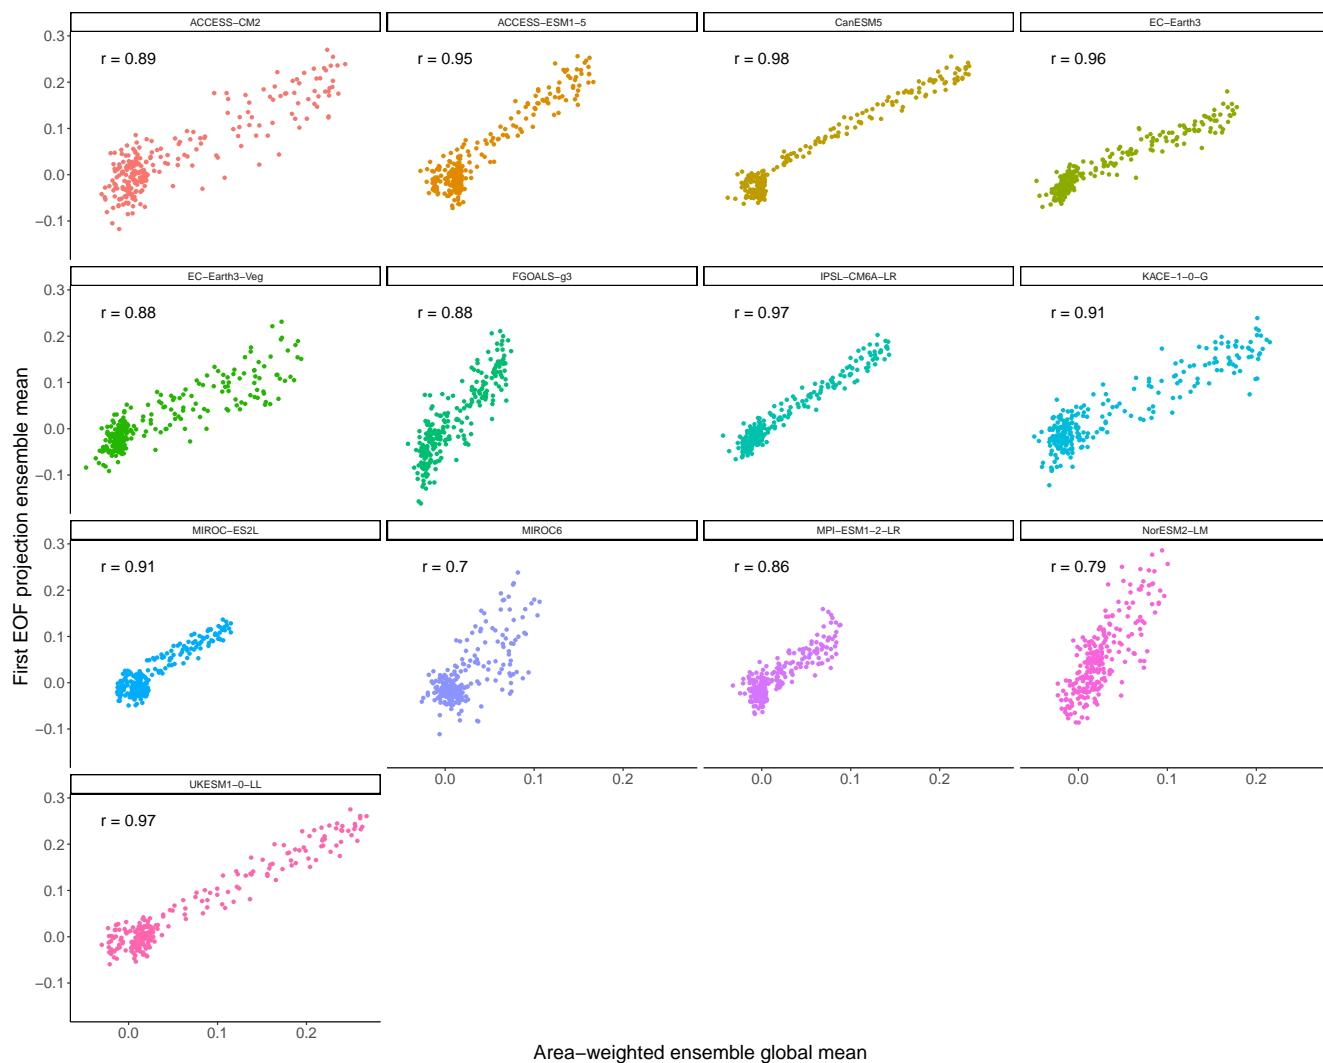 ACCESS−CM2
ACCESS−ESM1−5
CanESM5
EC−Earth3
r = 0.89
r = 0.95
r = 0.98
r = 0.96
0.3
0.2
0.1
0.0
−0.1
EC−Earth3−Veg
FGOALS−g3
IPSL−CM6A−LR
KACE−1−0−G
r = 0.88
r = 0.88
r = 0.97
r = 0.91
0.3
0.2
0.1
0.0
−0.1
First EOF projection ensemble mean
MIROC−ES2L
MIROC6
MPI−ESM1−2−LR
NorESM2−LM
r = 0.91
r = 0.7
r = 0.86
r = 0.79
0.3
0.2
0.1
0.0
−0.1
0.0 0.1 0.2
0.0 0.1 0.2
0.0 0.1 0.2
UKESM1−0−LL
r = 0.97
0.3
0.2
0.1
0.0
−0.1
0.0 0.1 0.2
Area−weighted ensemble global mean